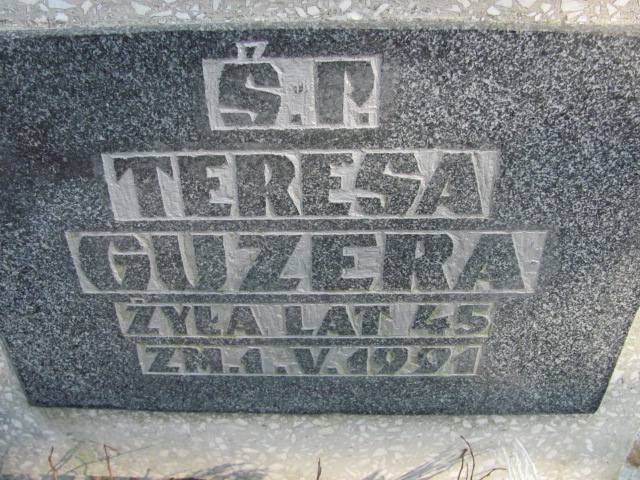 Ś.P.
TERESA
GUZERA
ŻYŁA LAT 45
ZM.1.V.1991